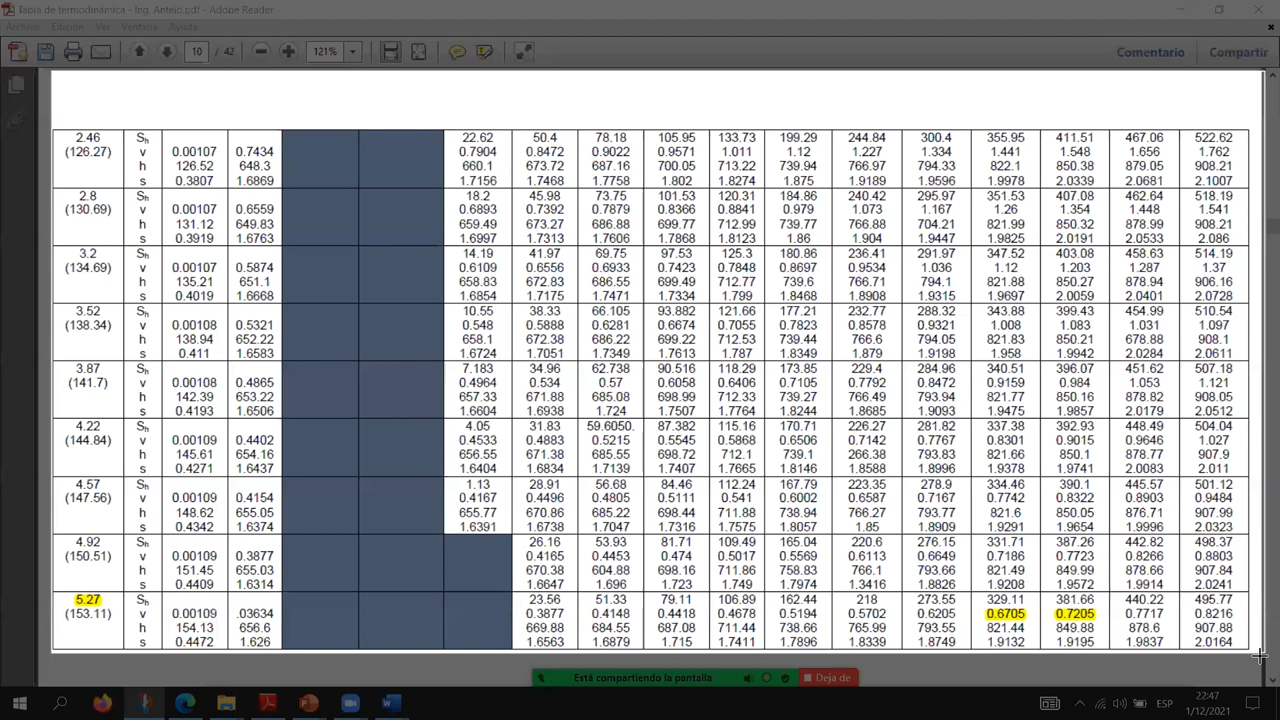 Tabla de termodinámica - Ing. Antejo.pdf - Adobe Reader
Archivo Edición Ver Ventana Ayuda
10 / 42 121% Comentario Compartir
2.46 Sh 22.62 50.4 78.18 105.95 133.73 199.29 244.84 300.4 355.95 411.51 467.06 522.62
(126.27) v 0.00107 0.7434 0.7904 0.8472 0.9022 0.9571 1.011 1.12 1.227 1.334 1.441 1.548 1.656 1.762
h 126.52 648.3 660.1 673.72 687.16 700.05 713.22 739.94 766.97 794.33 822.1 850.38 879.05 908.21
s 0.3807 1.6869 1.7156 1.7468 1.7758 1.802 1.8274 1.875 1.9189 1.9596 1.9978 2.0339 2.0681 2.1007
2.8 Sh 18.2 45.98 73.75 101.53 120.31 184.86 240.42 295.97 351.53 407.08 462.64 518.19
(130.69) v 0.00107 0.6559 0.6893 0.7392 0.7879 0.8366 0.8841 0.979 1.073 1.167 1.26 1.354 1.448 1.541
h 131.12 649.83 659.49 673.27 686.88 699.77 712.99 739.77 766.88 704.21 821.99 850.32 878.99 908.21
s 0.3919 1.6763 1.6997 1.7313 1.7606 1.7868 1.8123 1.86 1.904 1.9447 1.9825 2.0191 2.0533 2.086
3.2 Sh 14.19 41.97 69.75 97.53 125.3 180.86 236.41 291.97 347.52 403.08 458.63 514.19
(134.69) v 0.00107 0.5874 0.6109 0.6556 0.6933 0.7423 0.7848 0.8697 0.9534 1.036 1.12 1.203 1.287 1.37
h 135.21 651.1 658.83 672.83 686.55 699.49 712.77 739.6 766.71 794.1 821.88 850.27 878.94 906.16
s 0.4019 1.6668 1.6854 1.7175 1.7471 1.7334 1.799 1.8468 1.8908 1.9315 1.9697 2.0059 2.0401 2.0728
3.52 Sh 10.55 38.33 66.105 93.882 121.66 177.21 232.77 288.32 343.88 399.43 454.99 510.54
(138.34) v 0.00108 0.5321 0.548 0.5888 0.6281 0.6674 0.7055 0.7823 0.8578 0.9321 1.008 1.083 1.031 1.097
h 138.94 652.22 658.1 672.38 686.22 699.22 712.53 739.44 766.6 794.05 821.83 850.21 678.88 908.1
s 0.411 1.6583 1.6724 1.7051 1.7349 1.7613 1.787 1.8349 1.879 1.9198 1.958 1.9942 2.0284 2.0611
3.87 Sh 7.183 34.96 62.738 90.516 118.29 173.85 229.4 284.96 340.51 396.07 451.62 507.18
(141.7) v 0.00108 0.4865 0.4964 0.534 0.57 0.6058 0.6406 0.7105 0.7792 0.8472 0.9159 0.984 1.053 1.121
h 142.39 653.22 657.33 671.88 685.08 698.99 712.33 739.27 766.49 793.94 821.77 850.16 878.82 908.05
s 0.4193 1.6506 1.6604 1.6938 1.724 1.7507 1.7764 1.8244 1.8685 1.9093 1.9475 1.9857 2.0179 2.0512
4.22 Sh 4.05 31.83 59.6050. 87.382 115.16 170.71 226.27 281.82 337.38 392.93 448.49 504.04
(144.84) v 0.00109 0.4402 0.4533 0.4883 0.5215 0.5545 0.5868 0.6506 0.7142 0.7767 0.8301 0.9015 0.9646 1.027
h 145.61 654.16 656.55 671.38 685.55 698.72 712.1 739.1 266.38 793.83 821.66 850.1 878.77 907.9
s 0.4271 1.6437 1.6404 1.6834 1.7139 1.7407 1.7665 1.8146 1.8588 1.8996 1.9379 1.9741 2.0083 2.011
4.57 Sh 1.13 28.91 56.68 84.46 112.24 167.79 223.35 278.9 334.46 390.1 445.57 501.12
(147.56) v 0.00109 0.4154 0.4167 0.4496 0.4805 0.5111 0.541 0.6002 0.6587 0.7167 0.7742 0.8322 0.8903 0.9484
h 148.62 655.05 655.77 670.86 685.22 698.44 711.88 738.94 766.27 793.77 821.6 850.05 876.71 907.99
s 0.4342 1.6374 1.6391 1.6738 1.7047 1.7316 1.7575 1.8057 1.85 1.8909 1.9291 1.9654 1.9996 2.0323
4.92 Sh 26.16 53.93 81.71 109.49 165.04 220.6 276.15 331.71 387.26 442.82 498.37
(150.51) v 0.00109 0.3877 0.4165 0.4453 0.474 0.5017 0.5569 0.6113 0.6649 0.7186 0.7723 0.8266 0.8803
h 151.45 655.03 670.38 604.88 698.16 711.86 758.83 766.1 793.66 821.49 849.99 878.66 907.84
s 0.4409 1.6314 1.6647 1.696 1.723 1.749 1.7974 1.3416 1.8826 1.9208 1.9572 1.9914 2.0241
5.27 Sh 23.56 51.33 79.11 106.89 162.44 218 273.55 329.11 381.66 440.22 495.77
(153.11) v 0.00109 .03634 0.3877 0.4148 0.4418 0.4678 0.5194 0.5702 0.6205 0.6705 0.7205 0.7717 0.8216
h 154.13 656.6 669.88 684.55 687.08 711.44 738.66 765.99 793.55 821.44 849.88 878.6 907.88
s 0.4472 1.626 1.6563 1.6879 1.715 1.7411 1.7896 1.8339 1.8749 1.9132 1.9195 1.9837 2.0164
Está compartiendo la pantalla Deja de
ESP 22:47
1/12/2021